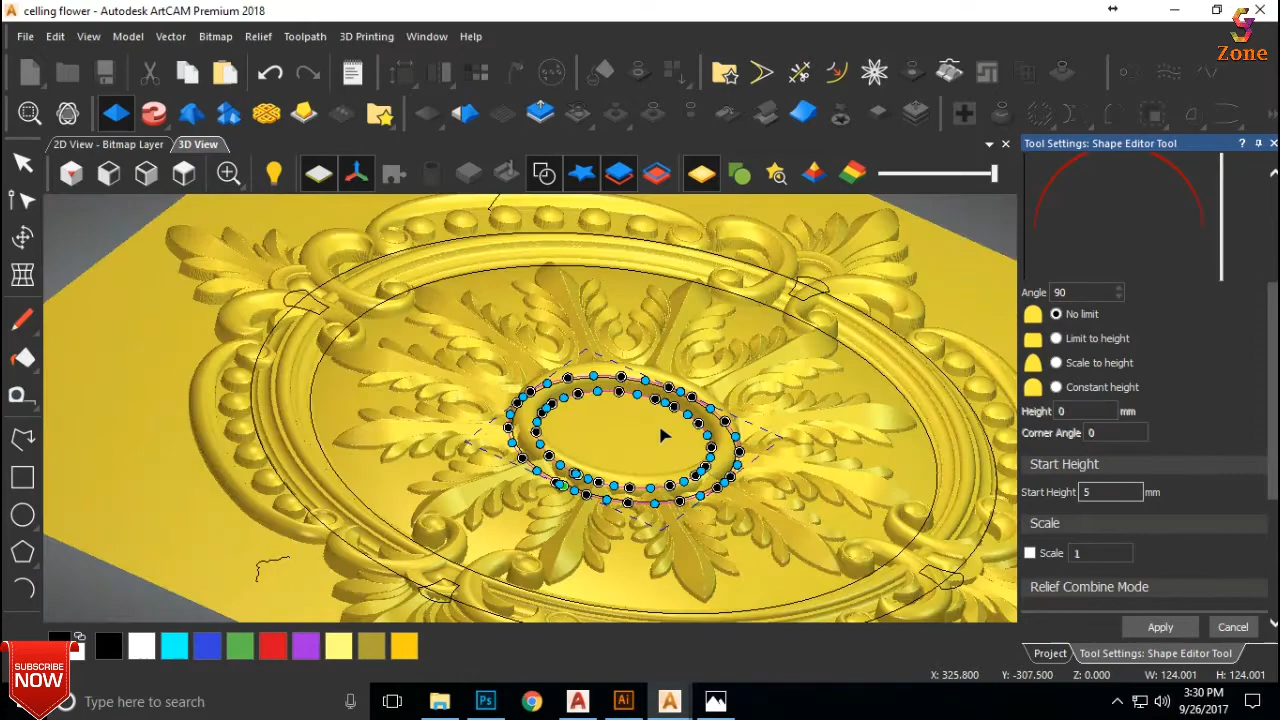 celling flower - Autodesk ArtCAM Premium 2018
Zone
File Edit View Model Vector Bitmap Relief Toolpath 3D Printing Window Help
2D View - Bitmap Layer 3D View
Tool Settings: Shape Editor Tool
Angle 90
No limit
Limit to height
Scale to height
Constant height
Height 0 mm
Corner Angle 0
Start Height
Start Height 5 mm
Scale
Scale 1
Relief Combine Mode
Apply Cancel
Project Tool Settings: Shape Editor Tool
X: 325.800 Y: -307.500 Z: 0.000 W: 124.001 H: 124.001
SUBSCRIBE
NOW
Type here to search
Ps
Ai
3:30 PM
9/26/2017